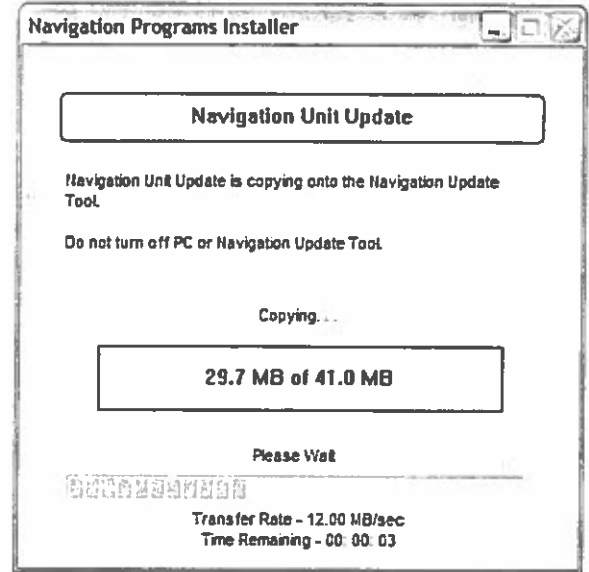 Navigation Programs Installer
Navigation Unit Update
Navigation Unit Update is copying onto the Navigation Update
Tool.
Do not turn off PC or Navigation Update Tool.
Copying. . .
29.7 MB of 41.0 MB
Please Wait
Transfer Rate - 12.00 MB/sec
Time Remaining - 00: 00: 03